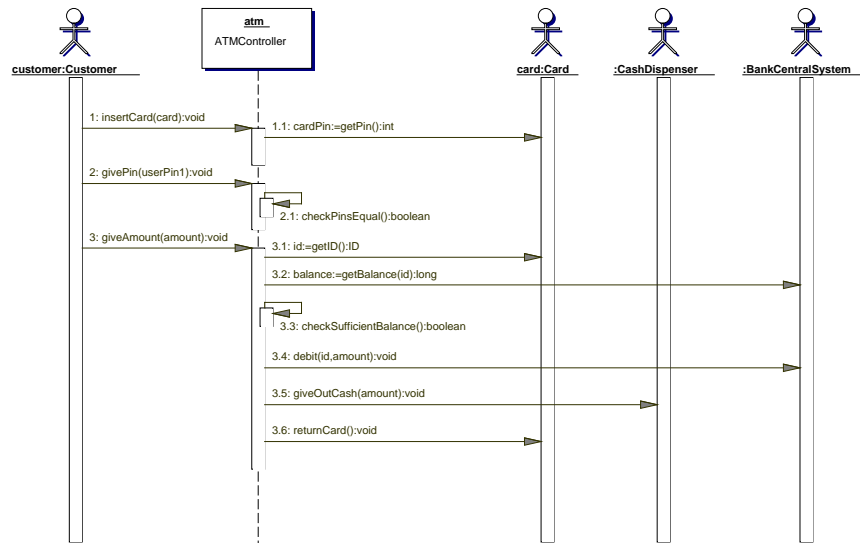 atm
ATMController
customer:Customer
card:Card
:CashDispenser
:BankCentralSystem
1: insertCard(card):void
1.1: cardPin:=getPin():int
2: givePin(userPin1):void
2.1: checkPinsEqual():boolean
3: giveAmount(amount):void
3.1: id:=getID():ID
3.2: balance:=getBalance(id):long
3.3: checkSufficientBalance():boolean
3.4: debit(id,amount):void
3.5: giveOutCash(amount):void
3.6: returnCard():void